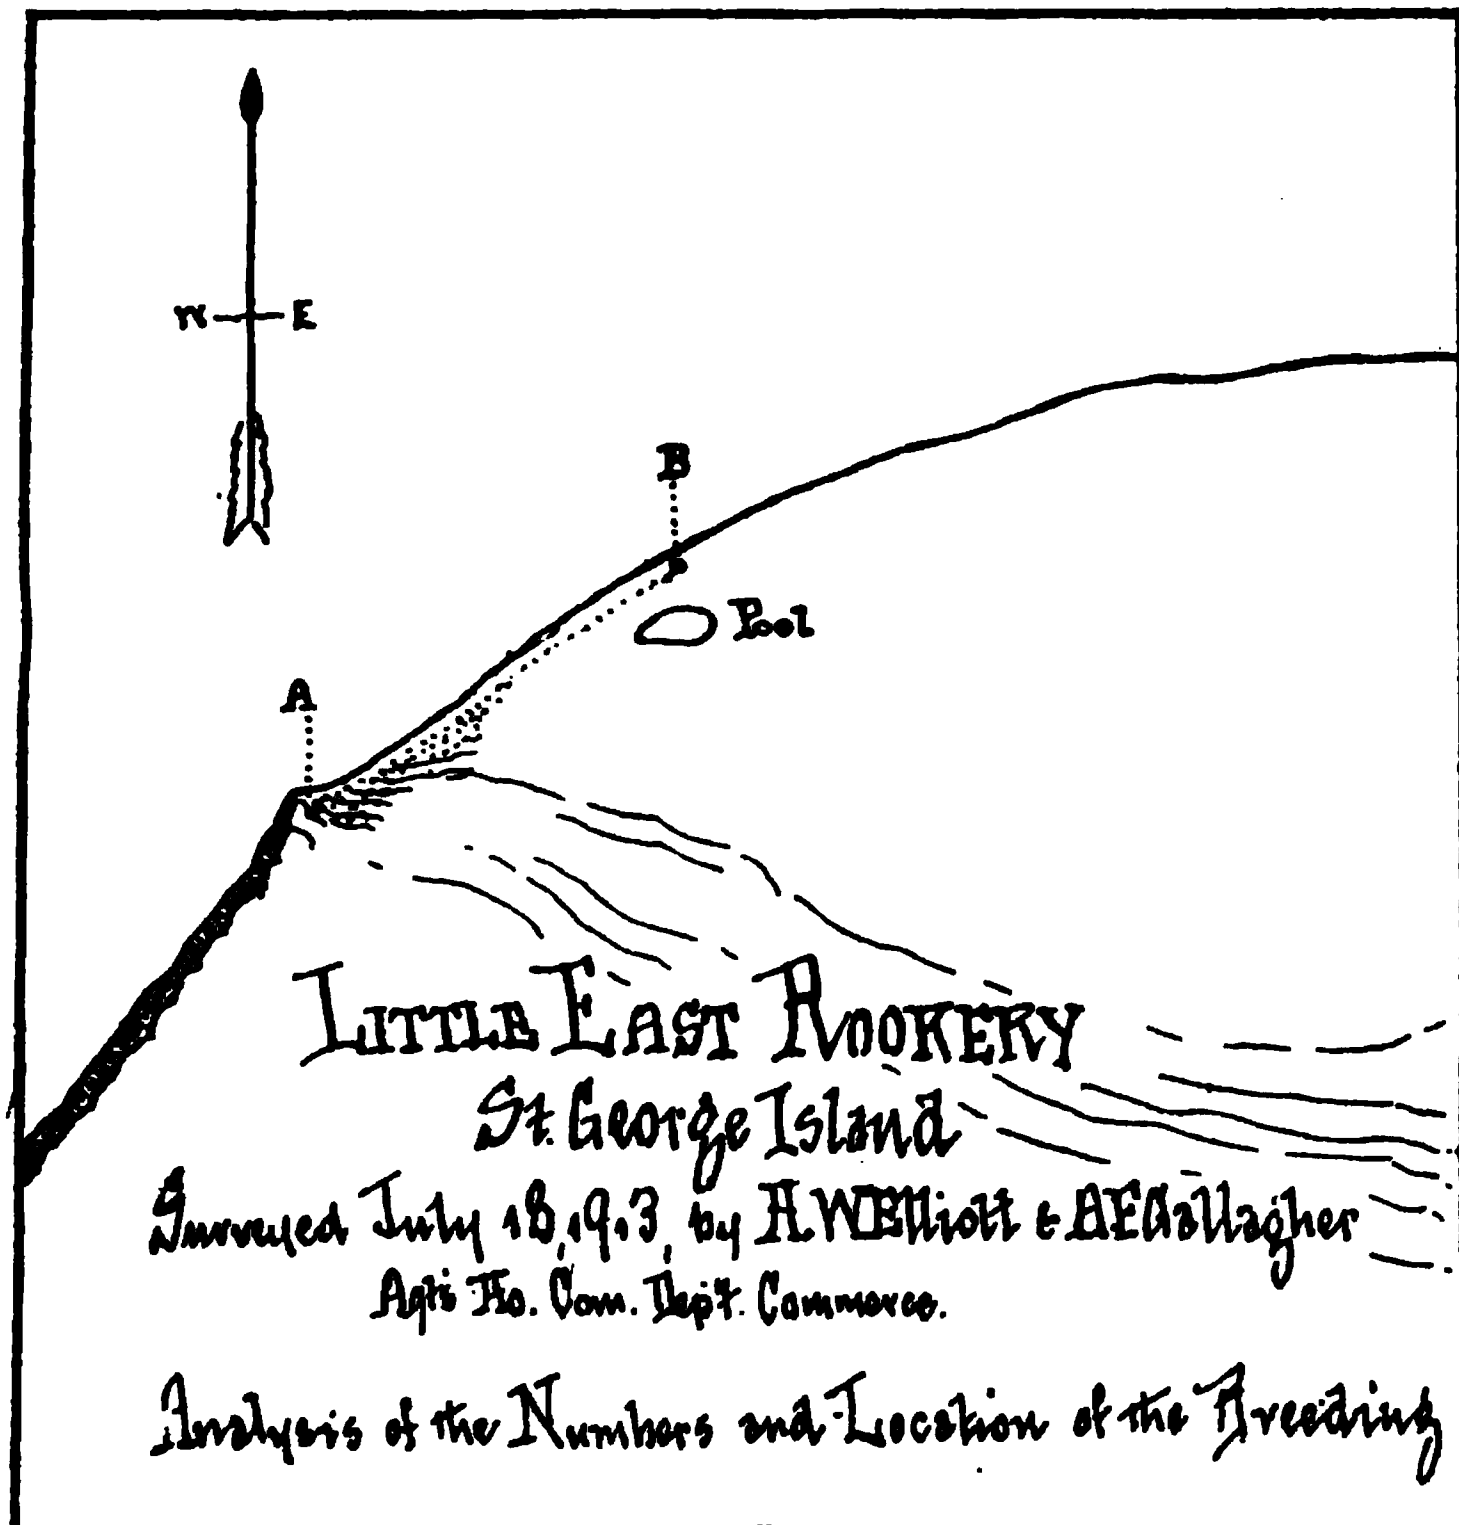 W E
B
Pool
A
LITTLE EAST ROOKERY
St. George Island
Surveyed July 18, 1913, by H W Elliott & A F Gallagher
Agts Ho. Com. Dep't. Commerce.
Analysis of the Numbers and Location of the Breeding